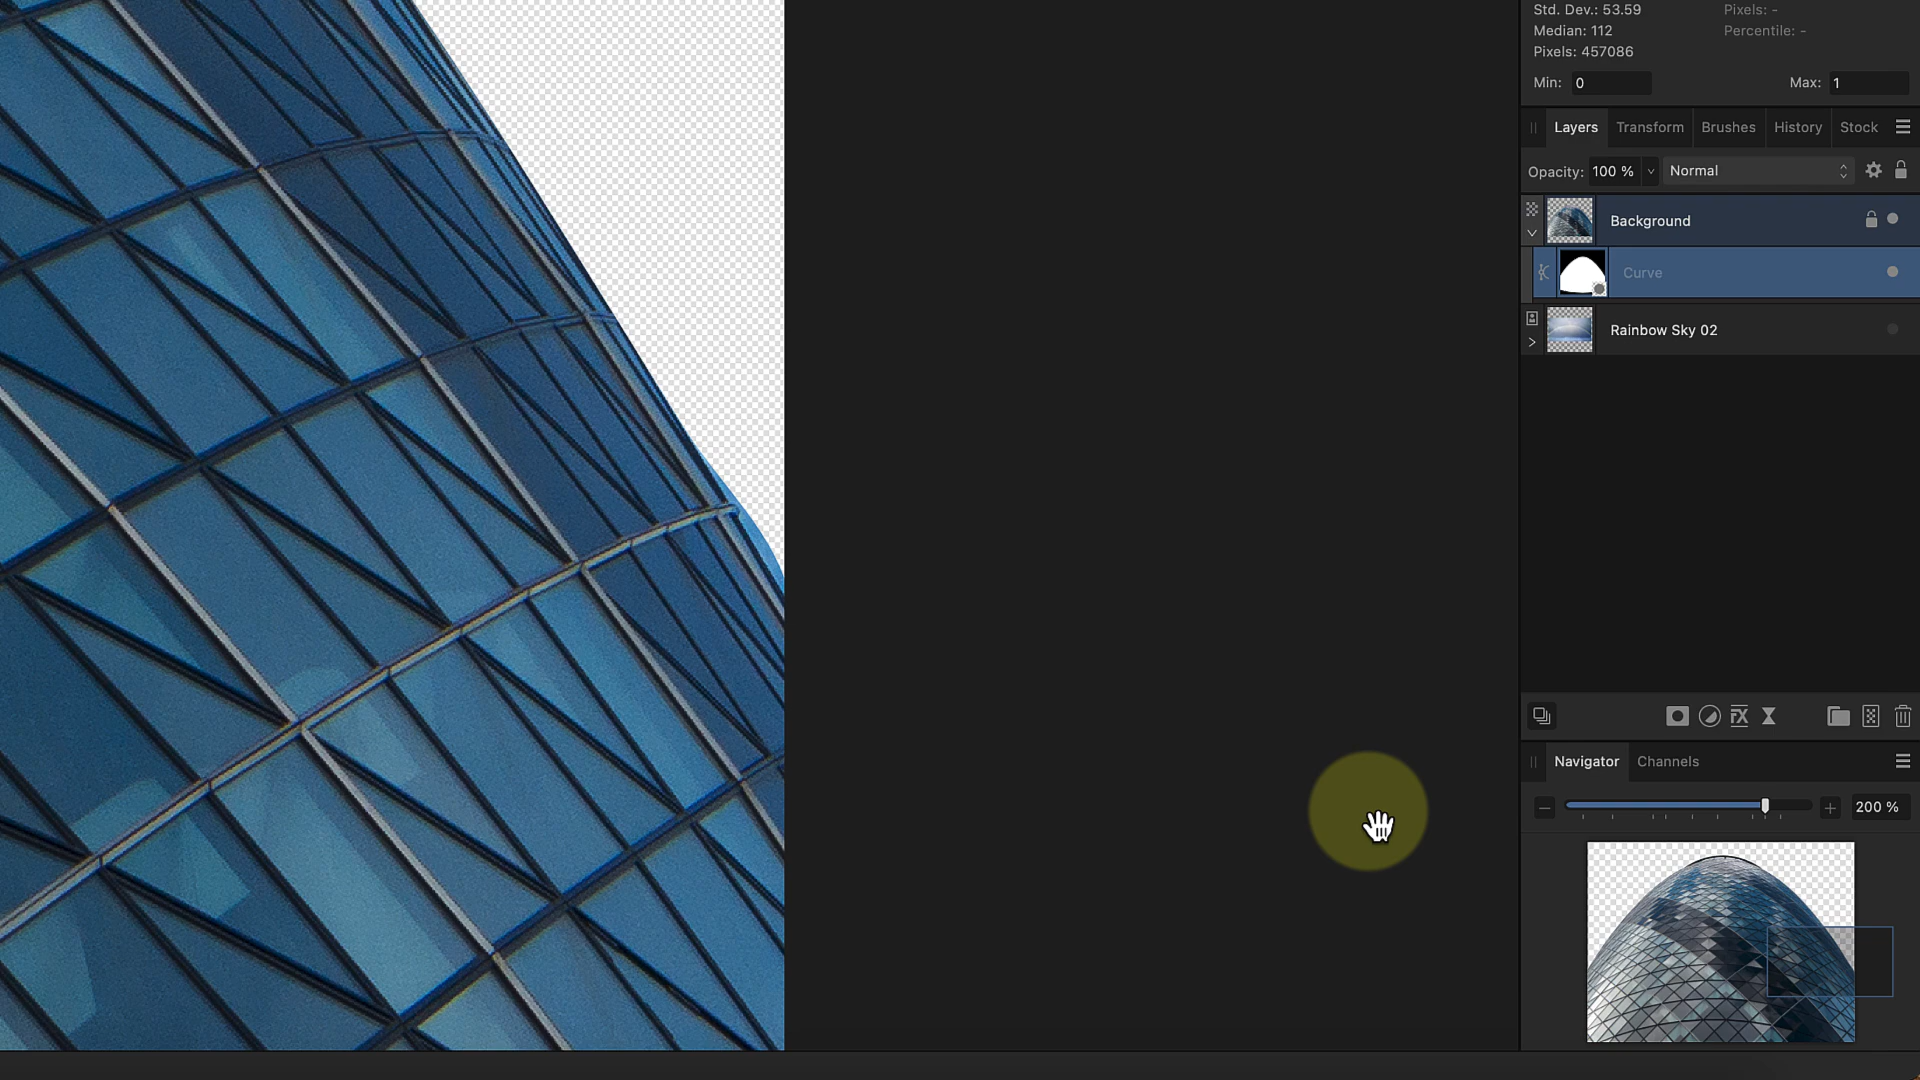 Std. Dev.: 53.59 Pixels: -
Median: 112 Percentile: -
Pixels: 457086
Min: 0 Max: 1
Layers Transform Brushes History Stock
Opacity: 100 % Normal
Background
Curve
Rainbow Sky 02
FX
Navigator Channels
200 %